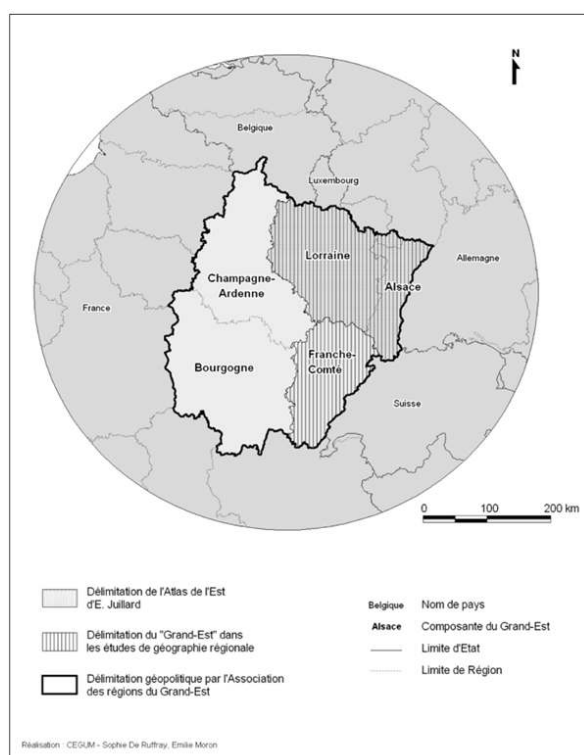 N
Belgique
Luxembourg
Lorraine
Allemagne
Champagne-
Ardenne
Alsace
France
Franche-
Comté
Bourgogne
Suisse
0 100 200 km
Délimitation de l'Atlas de l'Est
d'E. Juillard
Délimitation du "Grand-Est" dans
les études de géographie régionale
Délimitation géopolitique par l'Association
des régions du Grand-Est
Belgique Nom de pays
Alsace Composante du Grand-Est
Limite d'Etat
Limite de Région
Réalisation : CEGUM - Sophie De Ruffray, Emilie Moron